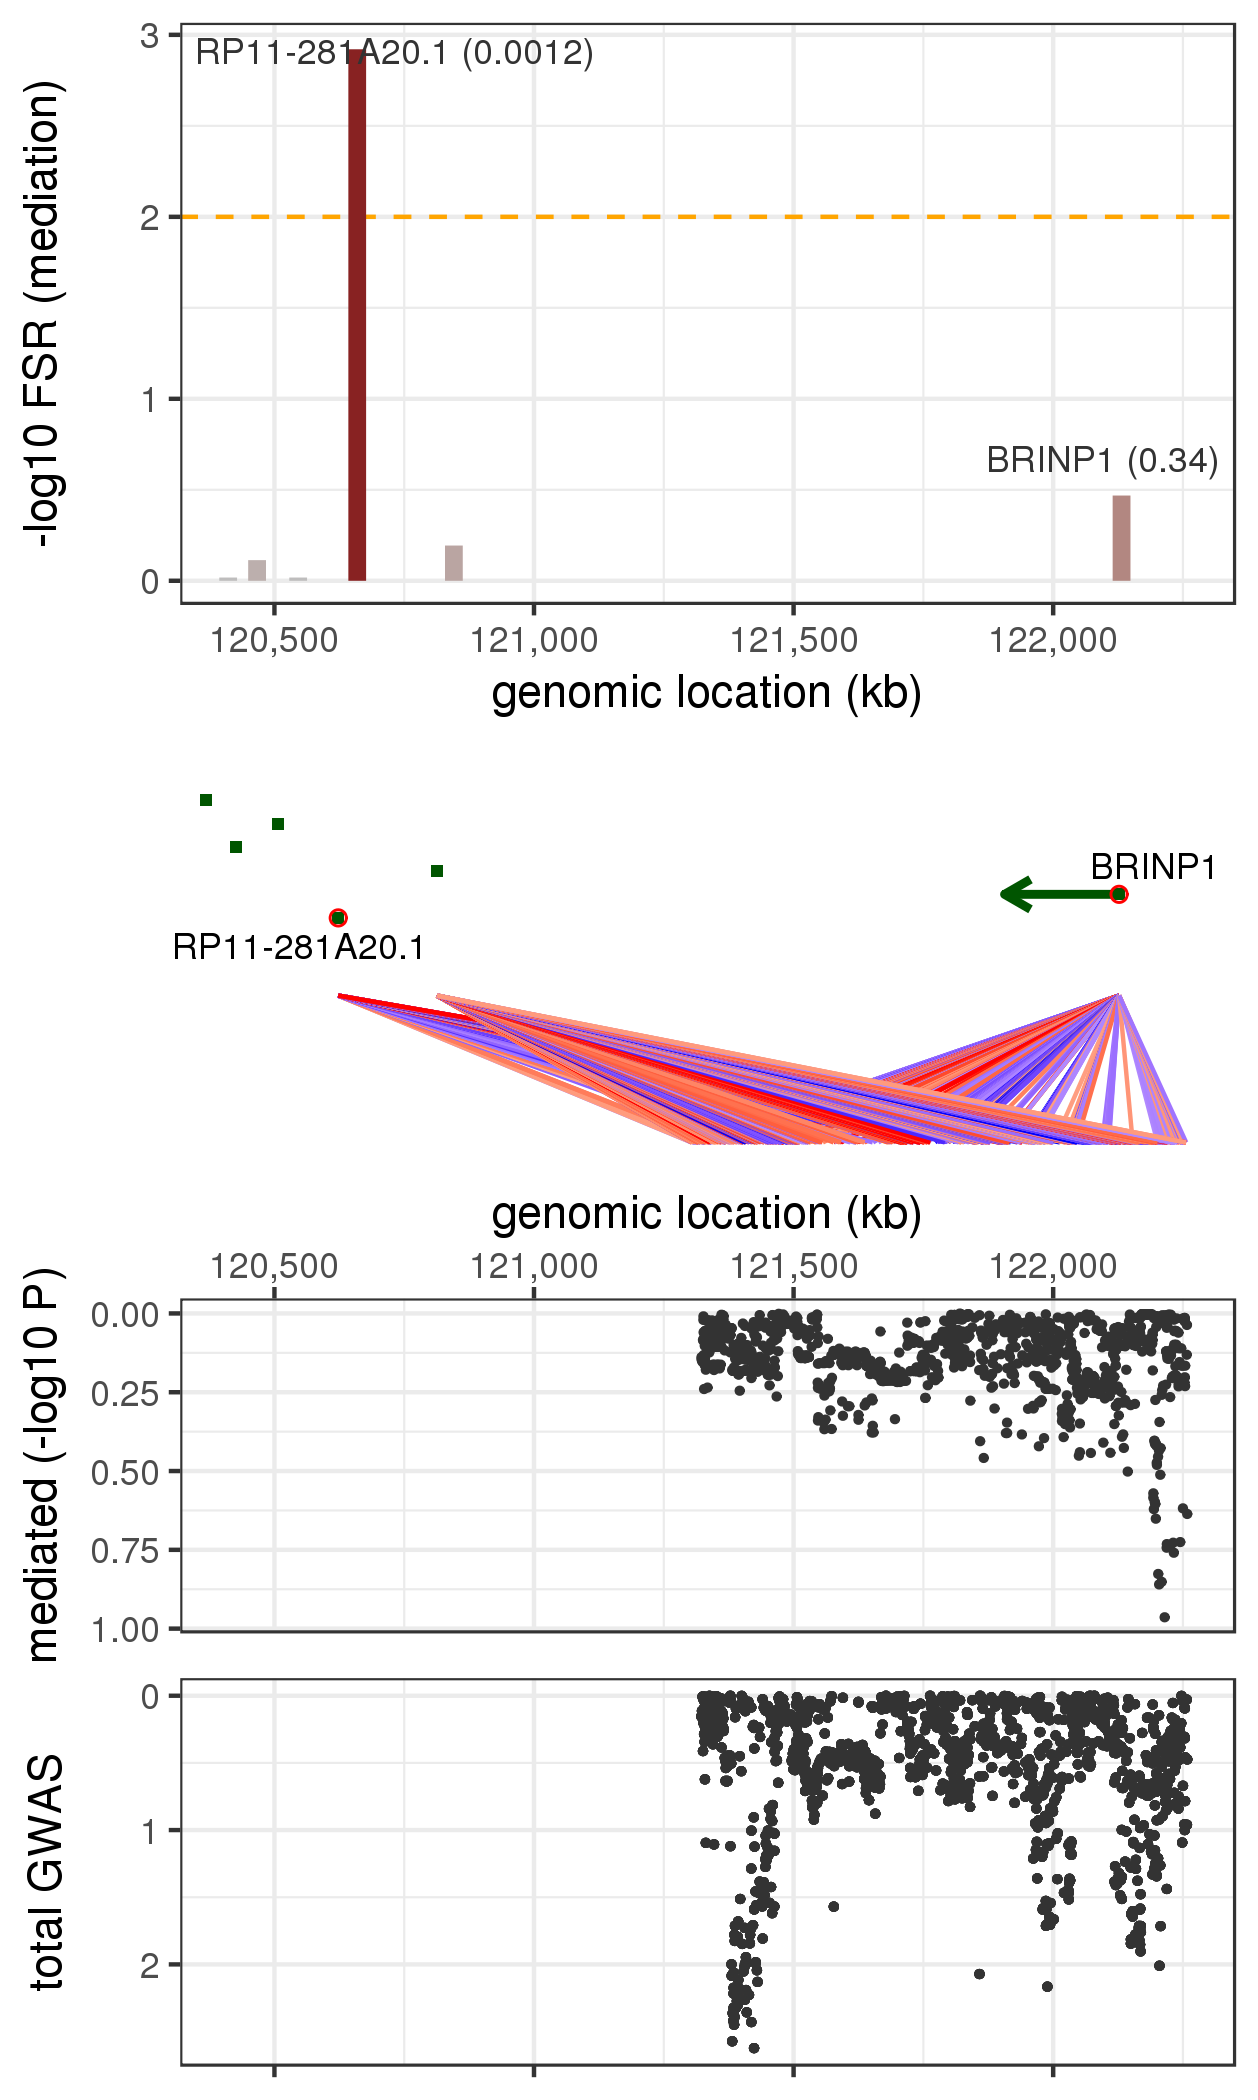 3
RP11-281A20.1 (0.0012)
2
1
BRINP1 (0.34)
0
-log10 FSR (mediation)
120,500 121,000 121,500 122,000
genomic location (kb)
BRINP1
RP11-281A20.1
genomic location (kb)
120,500 121,000 121,500 122,000
0.00
0.25
0.50
0.75
1.00
mediated (-log10 P)
0
1
2
total GWAS